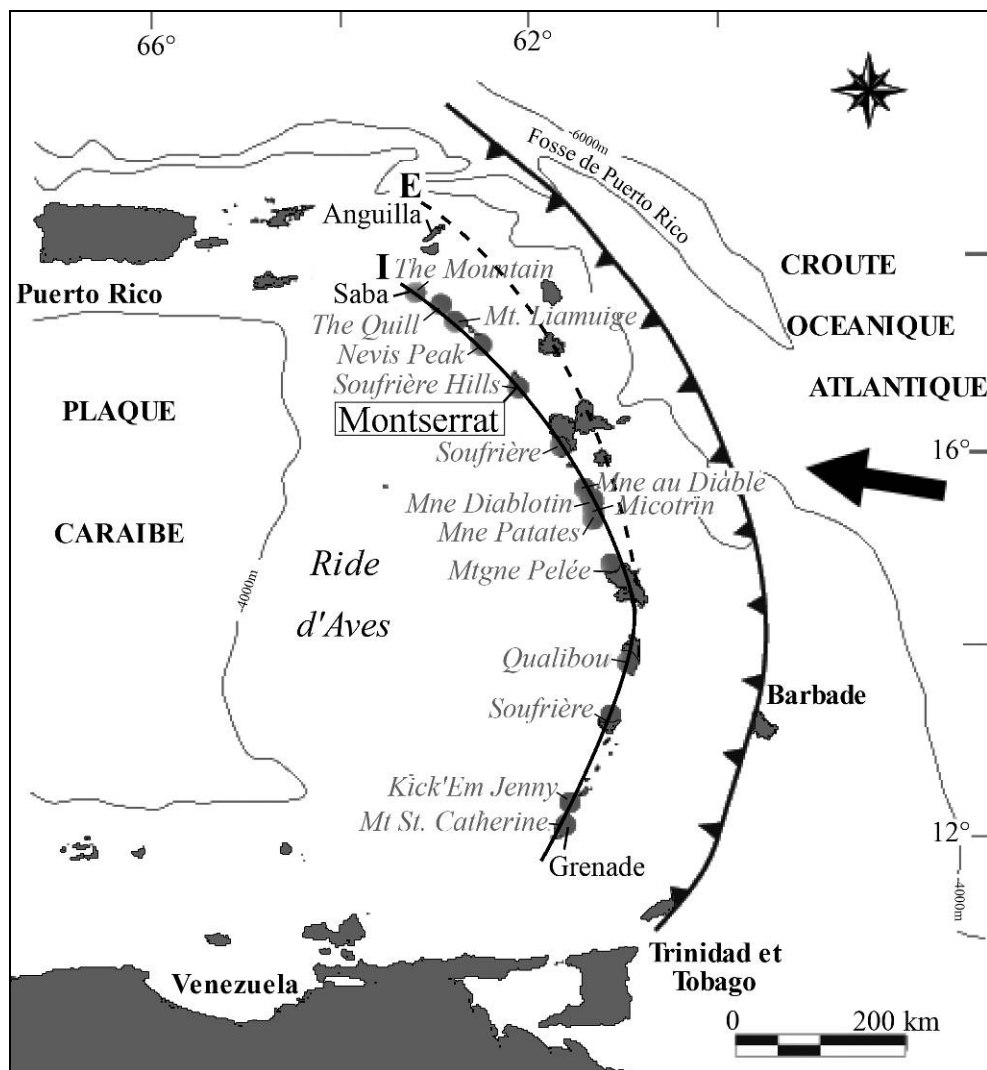 66°
62°
-6000m
Fosse de Puerto Rico
E
Anguilla
CROUTE
I
The Mountain
Saba
Puerto Rico
The Quill
Mt. Liamuige
OCEANIQUE
Nevis Peak
Soufrière Hills
ATLANTIQUE
PLAQUE
Montserrat
Soufrière
16°
Mne au Diable
Mne Diablotin
Micotrin
CARAIBE
Mne Patates
Ride
Mtgne Pelée
-4000m
d'Aves
Qualibou
Barbade
Soufrière
Kick'Em Jenny
Mt St. Catherine
12°
Grenade
-4000m
Trinidad et
Tobago
Venezuela
0 200 km